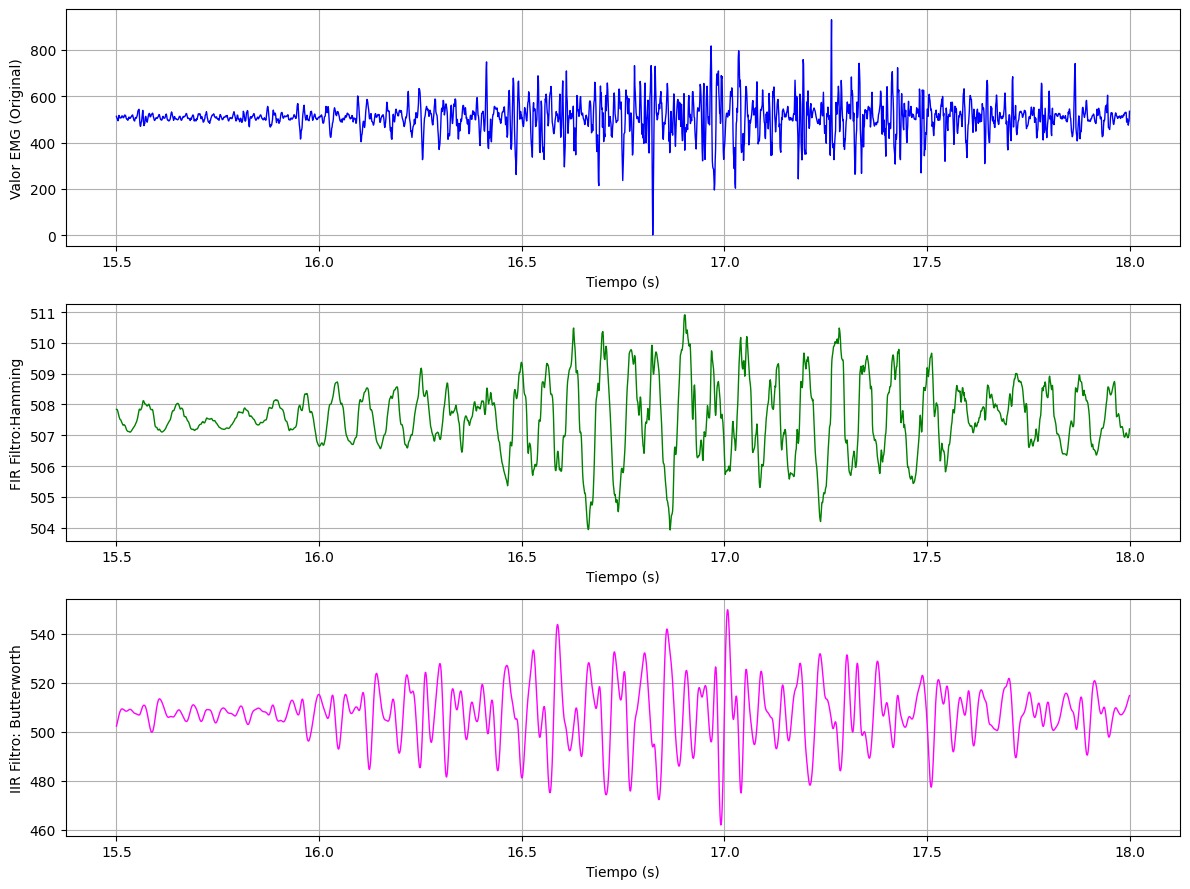 Valor EMG (Original)
800
600
400
200
0
15.5 16.0 16.5 17.0 17.5 18.0
Tiempo (s)
FIR Filtro:Hamming
511
510
509
508
507
506
505
504
15.5 16.0 16.5 17.0 17.5 18.0
Tiempo (s)
IIR Filtro: Butterworth
540
520
500
480
460
15.5 16.0 16.5 17.0 17.5 18.0
Tiempo (s)